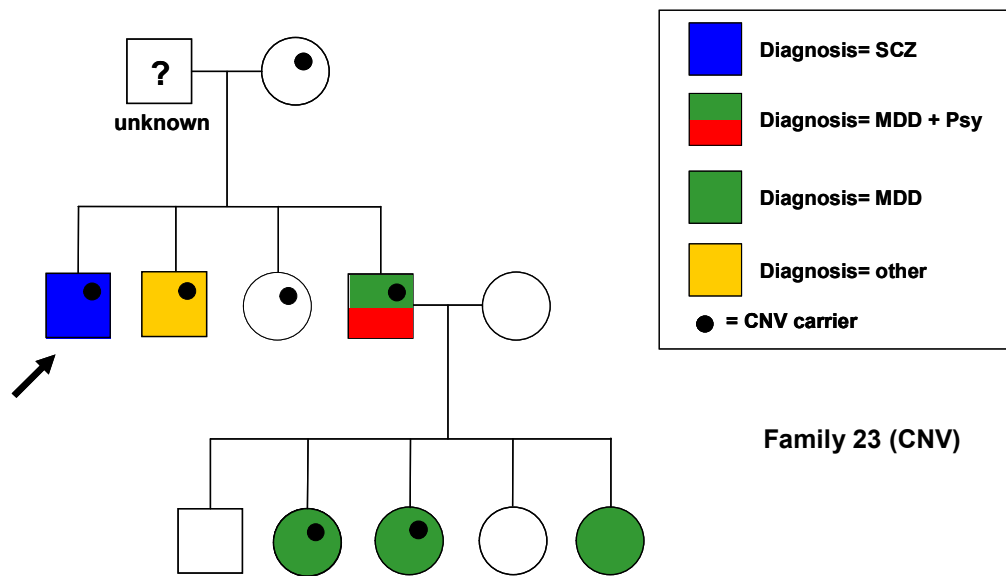 ?
unknown
Diagnosis= SCZ
Diagnosis= MDD + Psy
Diagnosis= MDD
Diagnosis= other
= CNV carrier
Family 23 (CNV)